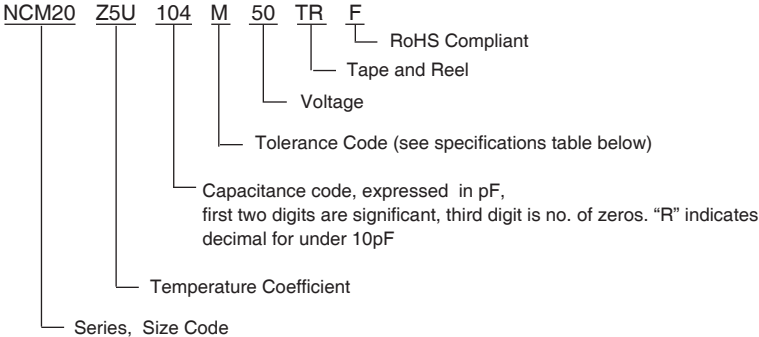 NCM20 Z5U 104 M 50 TR F
RoHS Compliant
Tape and Reel
Voltage
Tolerance Code (see specifications table below)
Capacitance code, expressed in pF,
first two digits are significant, third digit is no. of zeros. “R” indicates
decimal for under 10pF
Temperature Coefficient
Series, Size Code